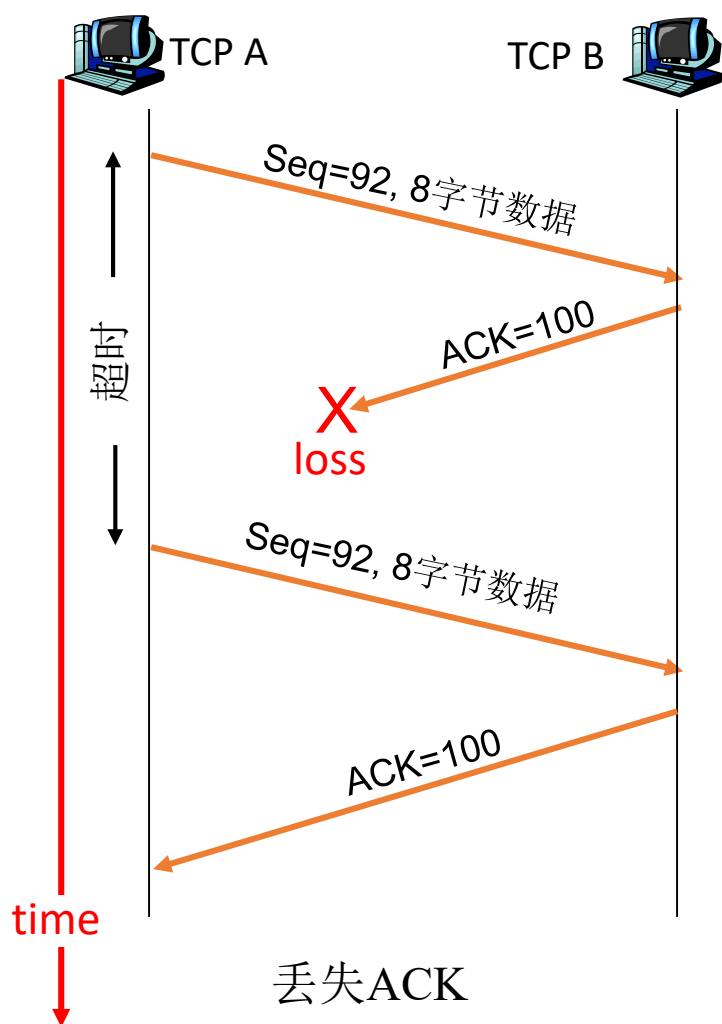 TCP A
TCP B
Seq=92, 8字节数据
ACK=100
超时
loss
Seq=92, 8字节数据
ACK=100
time
丢失ACK